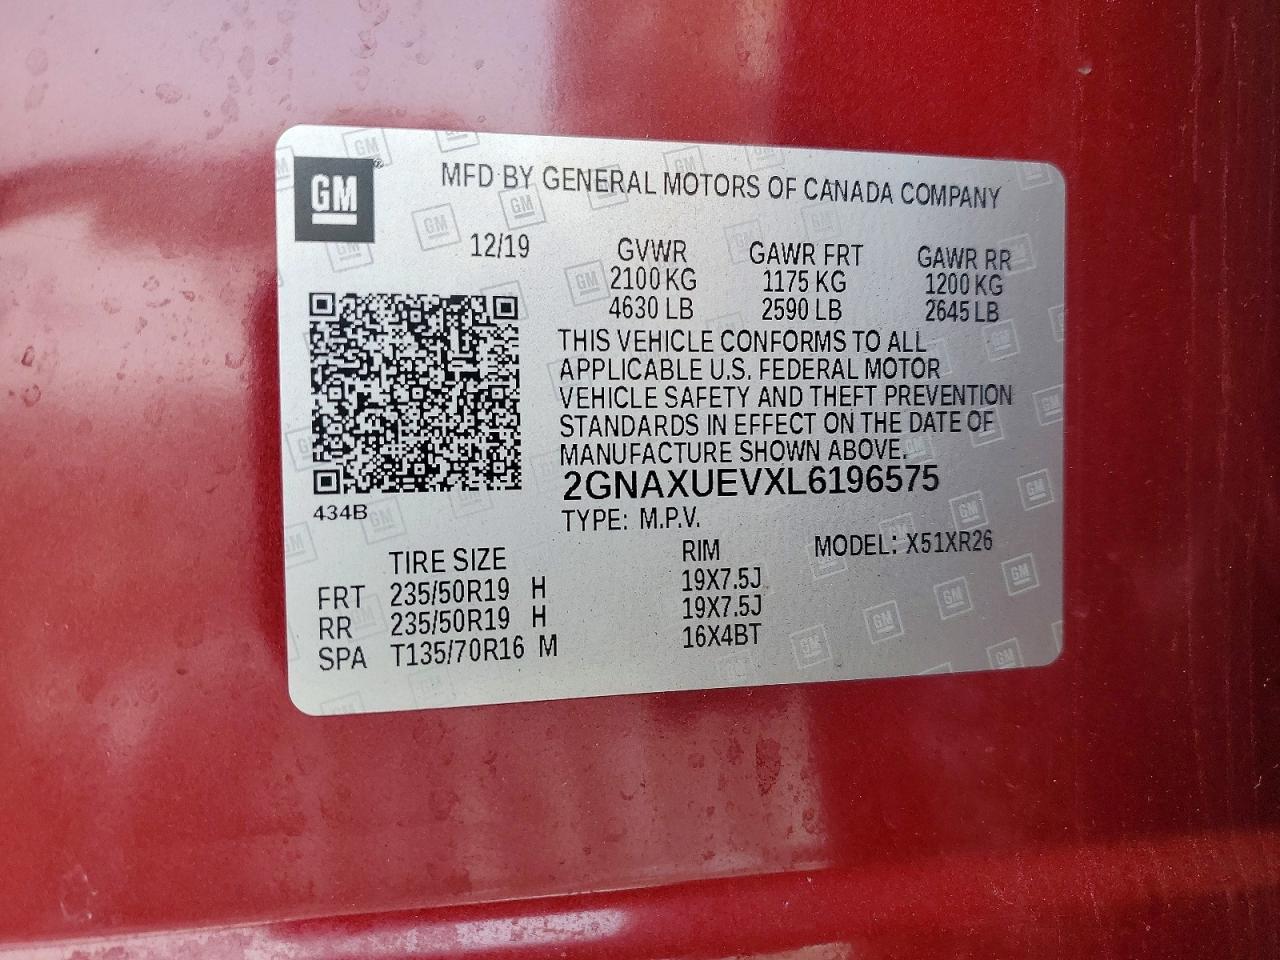 GM
MFD BY GENERAL MOTORS OF CANADA COMPANY
12/19 GVWR GAWR FRT GAWR RR
2100 KG 1175 KG 1200 KG
4630 LB 2590 LB 2645 LB
THIS VEHICLE CONFORMS TO ALL
APPLICABLE U.S. FEDERAL MOTOR
VEHICLE SAFETY AND THEFT PREVENTION
STANDARDS IN EFFECT ON THE DATE OF
MANUFACTURE SHOWN ABOVE.
2GNAXUEVXL6196575
434B
TYPE: M.P.V.
MODEL: X51XR26
TIRE SIZE RIM
FRT 235/50R19 H 19X7.5J
RR 235/50R19 H 19X7.5J
SPA T135/70R16 M 16X4BT